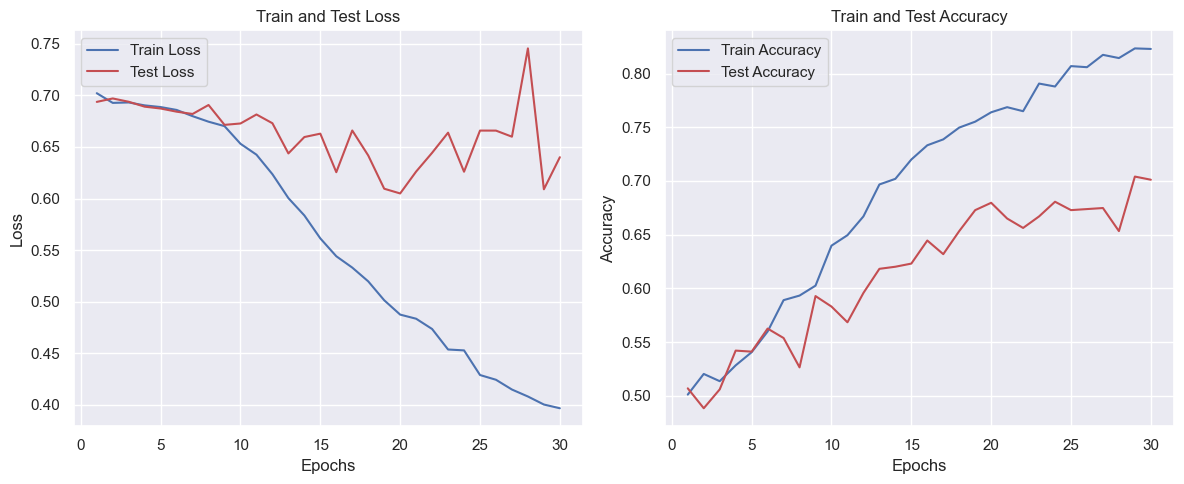 Train and Test Loss
Train Loss
Test Loss
0.75
0.70
0.65
0.60
0.55
0.50
0.45
0.40
Loss
0 5 10 15 20 25 30
Epochs
Train and Test Accuracy
Train Accuracy
Test Accuracy
0.80
0.75
0.70
0.65
0.60
0.55
0.50
Accuracy
0 5 10 15 20 25 30
Epochs